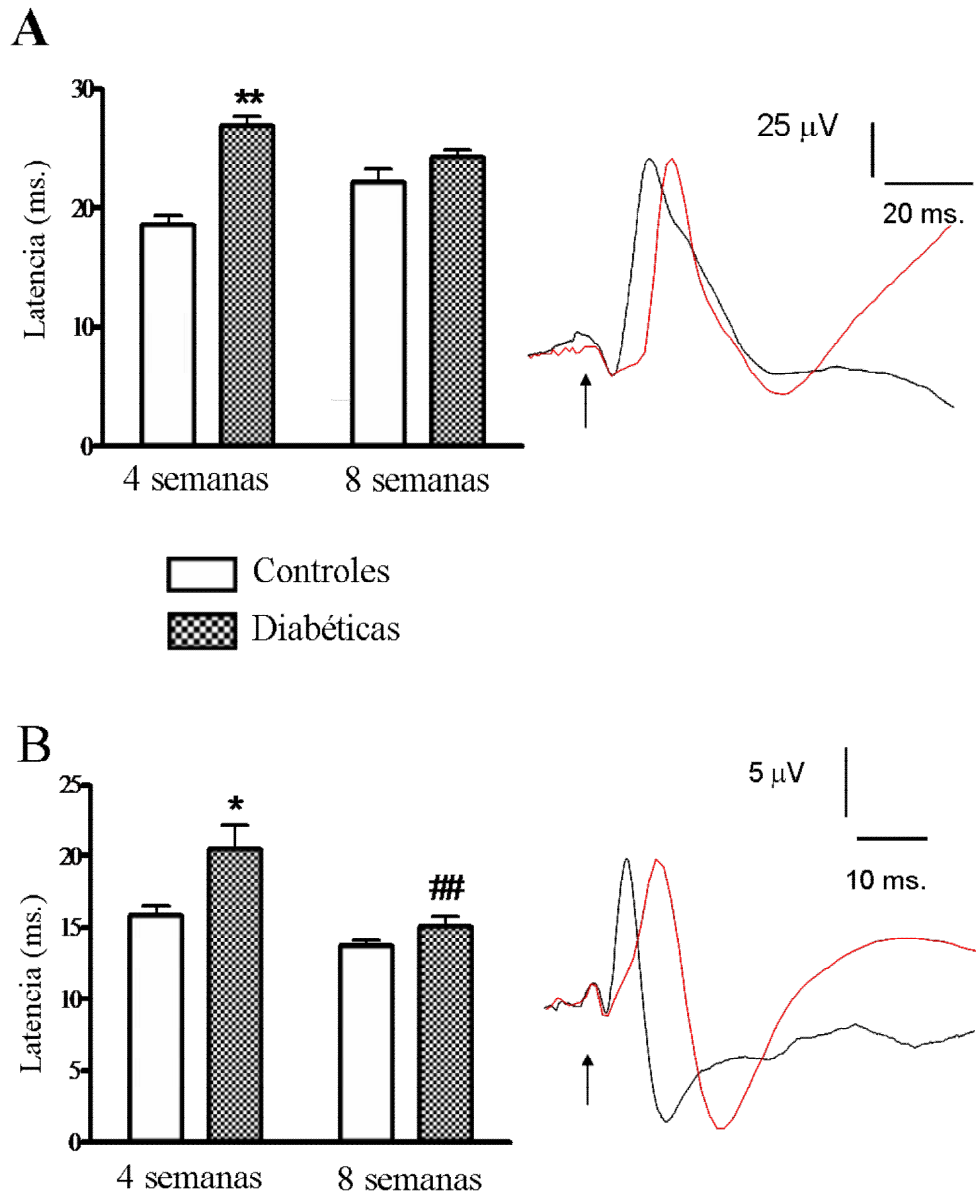 A
30
20
10
0
Latencia (ms.)
**
4 semanas
8 semanas
25 µV
20 ms.
Controles
Diabéticas
B
25
20
15
10
5
0
Latencia (ms.)
*
##
4 semanas
8 semanas
5 µV
10 ms.